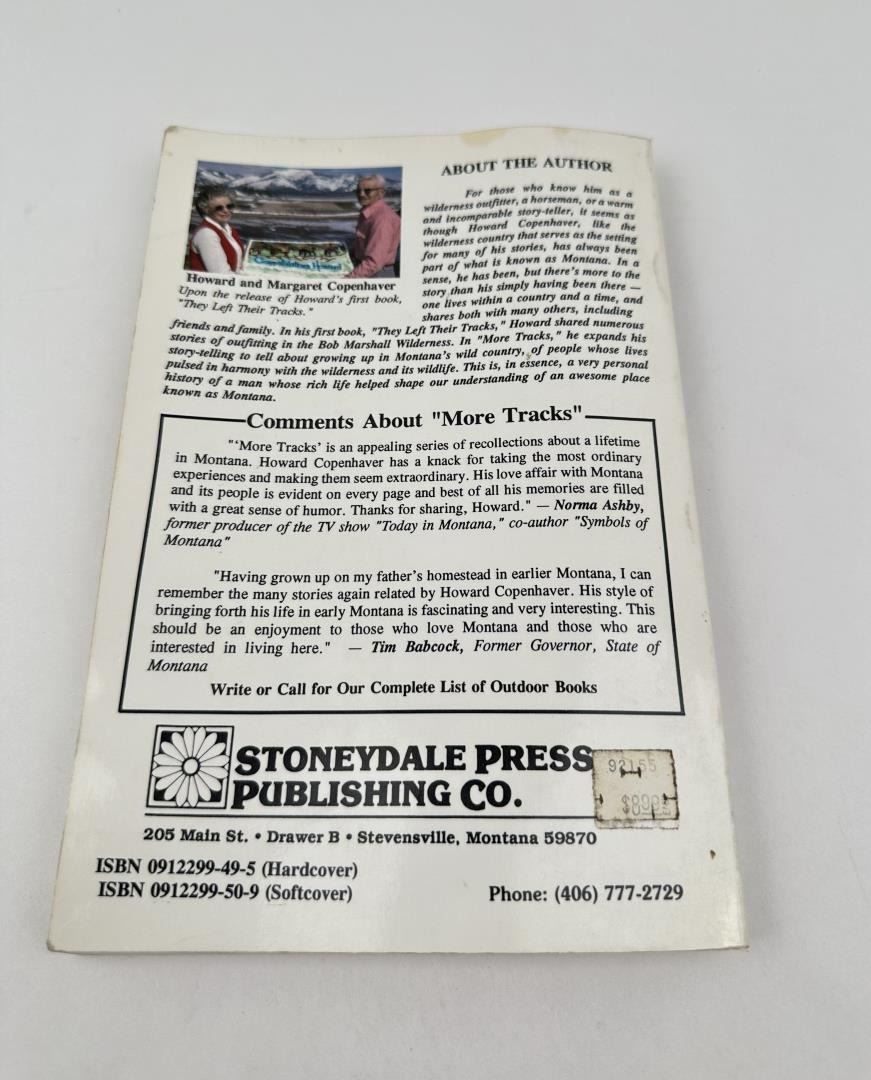 ABOUT THE AUTHOR
For those who know him as a
wilderness outfitter, a horseman, or a warm
and incomparable story-teller, it seems as
though Howard Copenhaver, like the
wilderness country that serves as the setting
for many of his stories, has always been
part of what is known as Montana. In a
sense, he has been, but there's more to the
story than his simply having been there —
one lives within a country and a time, and
shares both with many others, including
Howard and Margaret Copenhaver
Upon the release of Howard's first book,
"They Left Their Tracks."
friends and family. In his first book, "They Left Their Tracks," Howard shared numerous
stories of outfitting in the Bob Marshall Wilderness. In "More Tracks," he expands his
story-telling to tell about growing up in Montana's wild country, of people whose lives
pulsed in harmony with the wilderness and its wildlife. This is, in essence, a very personal
history of a man whose rich life helped shape our understanding of an awesome place
known as Montana.
Comments About "More Tracks"
"'More Tracks' is an appealing series of recollections about a lifetime
in Montana. Howard Copenhaver has a knack for taking the most ordinary
experiences and making them seem extraordinary. His love affair with Montana
and its people is evident on every page and best of all his memories are filled
with a great sense of humor. Thanks for sharing, Howard." — Norma Ashby,
former producer of the TV show "Today in Montana," co-author "Symbols of
Montana"
"Having grown up on my father's homestead in earlier Montana, I can
remember the many stories again related by Howard Copenhaver. His style of
bringing forth his life in early Montana is fascinating and very interesting. This
should be an enjoyment to those who love Montana and those who are
interested in living here." — Tim Babcock, Former Governor, State of
Montana
Write or Call for Our Complete List of Outdoor Books
STONEYDALE PRESS
PUBLISHING CO.
205 Main St. • Drawer B • Stevensville, Montana 59870
ISBN 0912299-49-5 (Hardcover)
ISBN 0912299-50-9 (Softcover)
Phone: (406) 777-2729